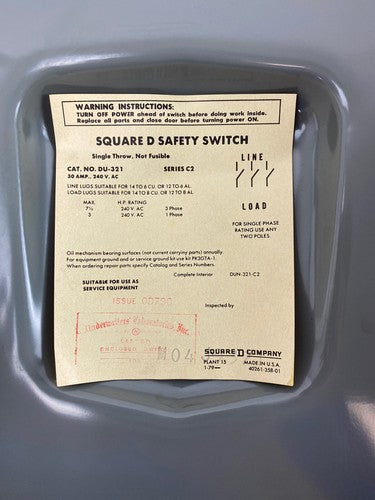 WARNING INSTRUCTIONS:
TURN OFF POWER ahead of switch before doing work inside.
Replace all parts and close door before turning power ON.
SQUARE D SAFETY SWITCH
Single Throw, Not Fusible
CAT. NO. DU-321 SERIES C2
30 AMP., 240 V. AC
LINE LUGS SUITABLE FOR 14 TO 6 CU. OR 12 TO 6 AL.
LOAD LUGS SUITABLE FOR 14 TO 8 CU. OR 12 TO 8 AL.
MAX. H.P. RATING
7½ 240 V. AC 3 Phase
3 240 V. AC 1 Phase
LINE
LOAD
FOR SINGLE PHASE
RATING USE ANY
TWO POLES.
Oil mechanism bearing surfaces (not current carrying parts) annually.
For equipment ground or service ground kit use kit PK3GTA-1.
When ordering repair parts specify Catalog and Series Numbers.
Complete Interior DUN-321-C2
SUITABLE FOR USE AS
SERVICE EQUIPMENT
ISSUE
Inspected by
Underwriters' Laboratories Inc.
LISTED
ENCLOSED
M04
SQUARE D COMPANY
PLANT 15 MADE IN U.S.A.
1-79— 40261-358-01